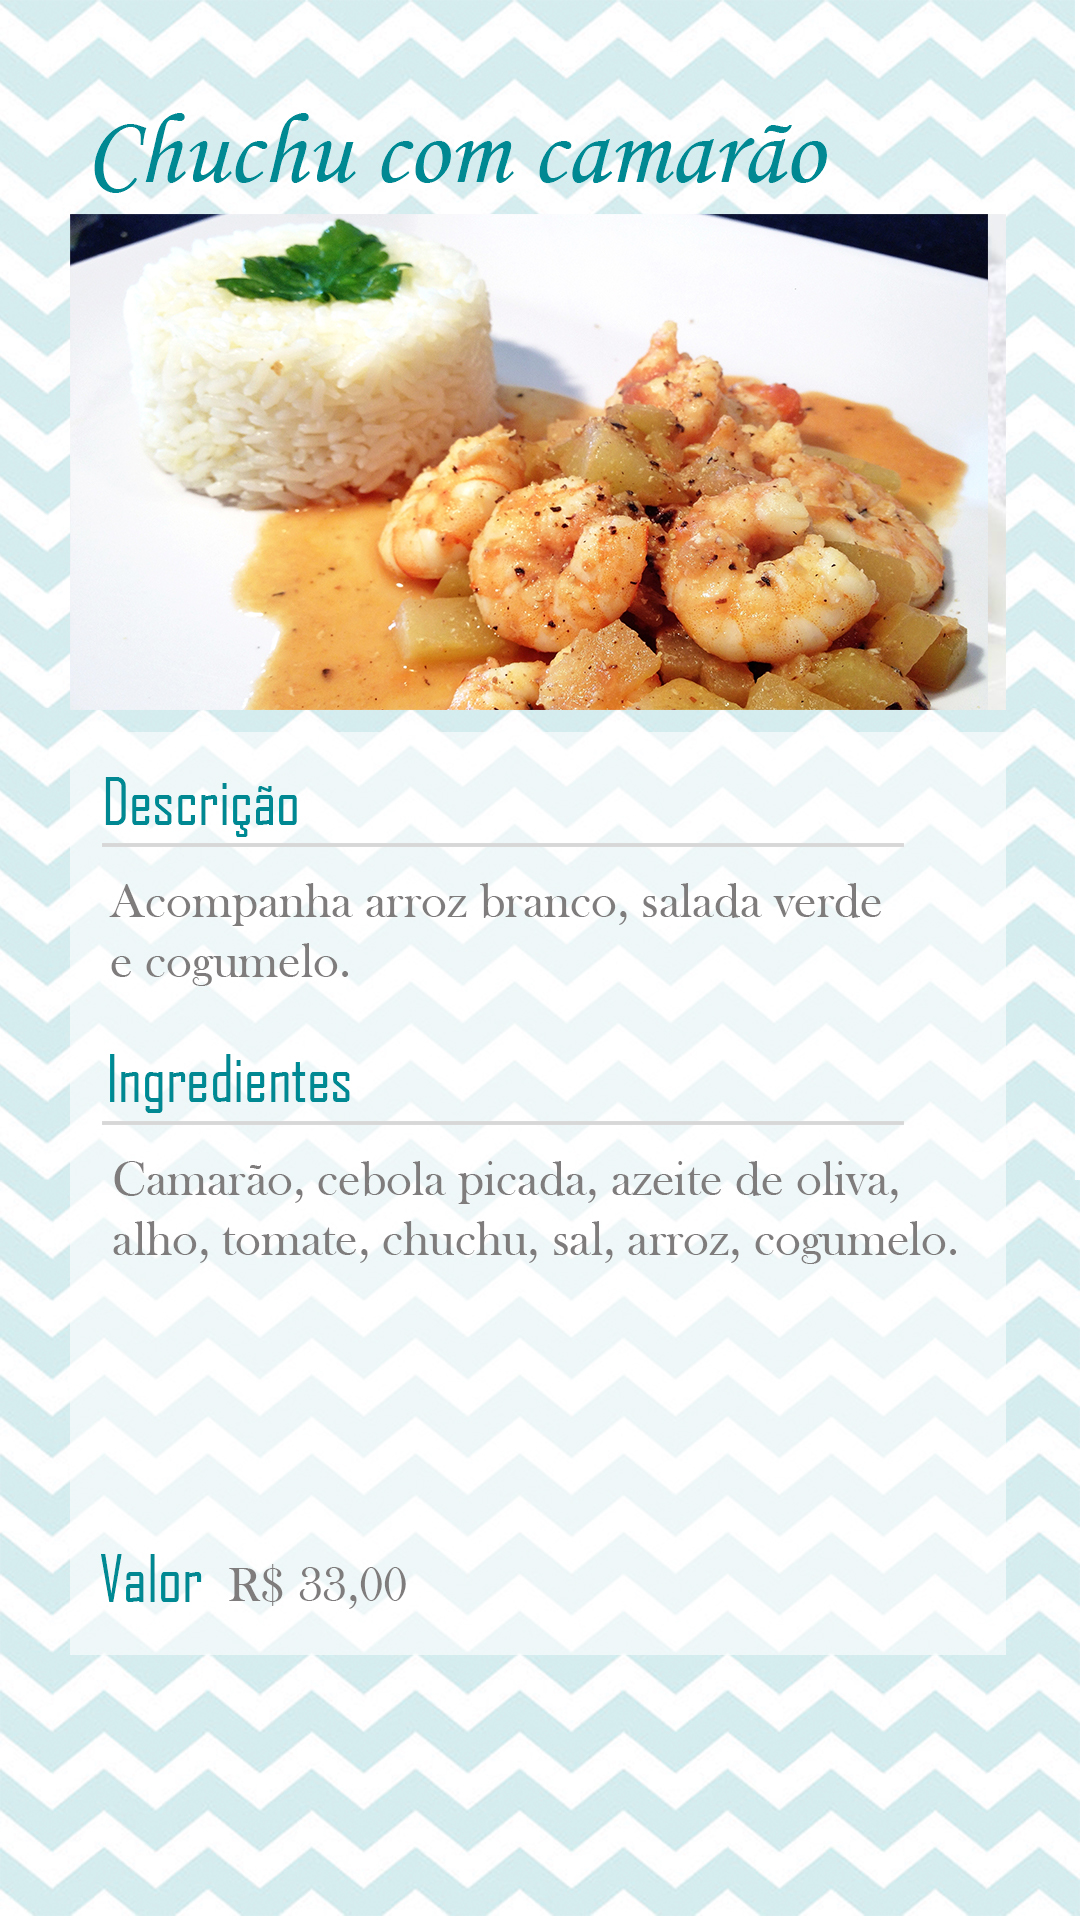 Chuchu com camarão
Descrição
Acompanha arroz branco, salada verde
e cogumelo.
Ingredientes
Camarão, cebola picada, azeite de oliva,
alho, tomate, chuchu, sal, arroz, cogumelo.
Valor R$ 33,00